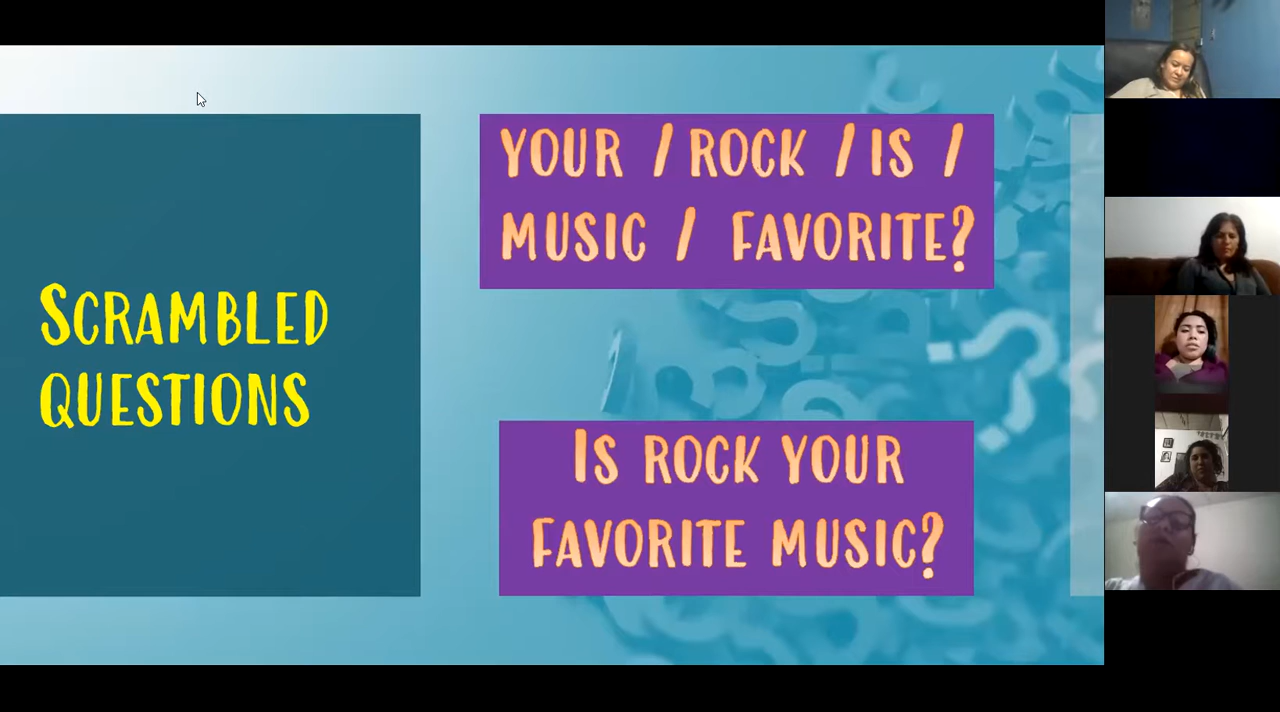 SCRAMBLED
QUESTIONS
YOUR / ROCK / IS /
MUSIC / FAVORITE?
IS ROCK YOUR
FAVORITE MUSIC?